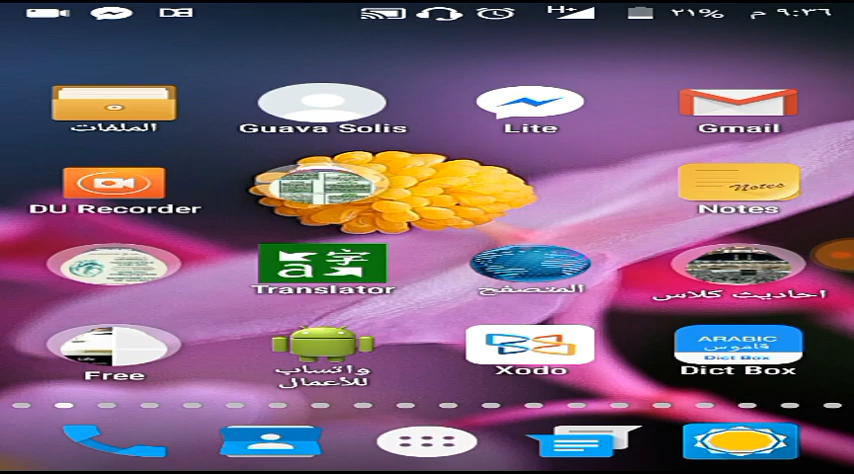 ٩:٣٦ م
٢١%
H+
الملفات
Guava Solis
Lite
Gmail
DU Recorder
Notes
Notes
Translator
المتصفح
احاديث كلاس
Free
واتساب
للأعمال
Xodo
ARABIC
قاموس
Dict Box
Dict Box